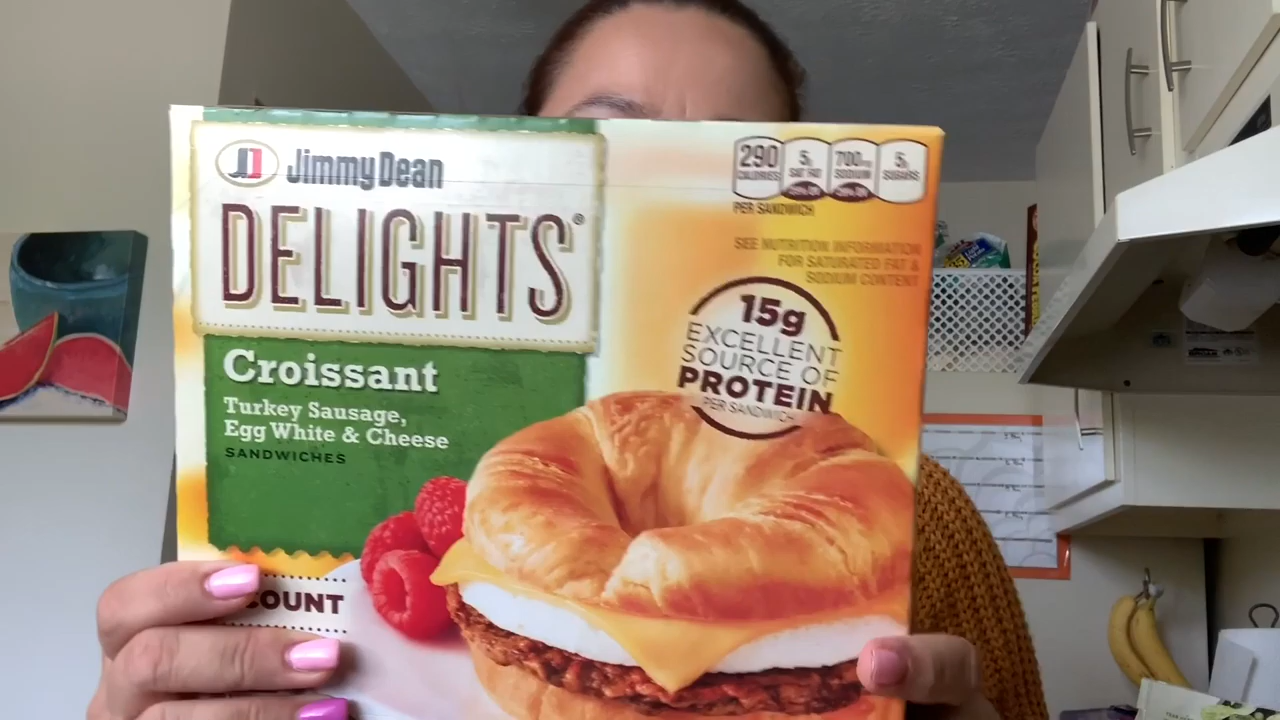 Jimmy Dean
DELIGHTS®
Croissant
Turkey Sausage,
Egg White & Cheese
SANDWICHES
COUNT
290
CALORIES
5g
SAT FAT
700mg
SODIUM
5g
SUGARS
PER SANDWICH
SEE NUTRITION INFORMATION
FOR SATURATED FAT &
SODIUM CONTENT
15g
EXCELLENT
SOURCE OF
PROTEIN
PER SANDWICH